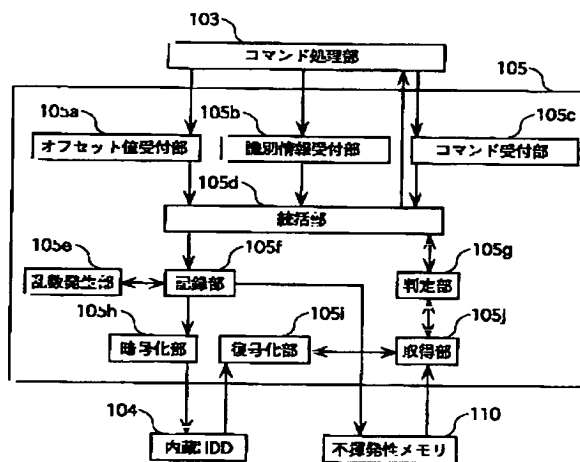 103
コマンド処理部
105
105a
105b
105c
オフセット値受付部
識別情報受付部
コマンド受付部
105d
統括部
105e
105f
105g
乱数発生部
記録部
判定部
105h
105i
105j
暗号化部
復号化部
取得部
104
110
内蔵HDD
不揮発性メモリ